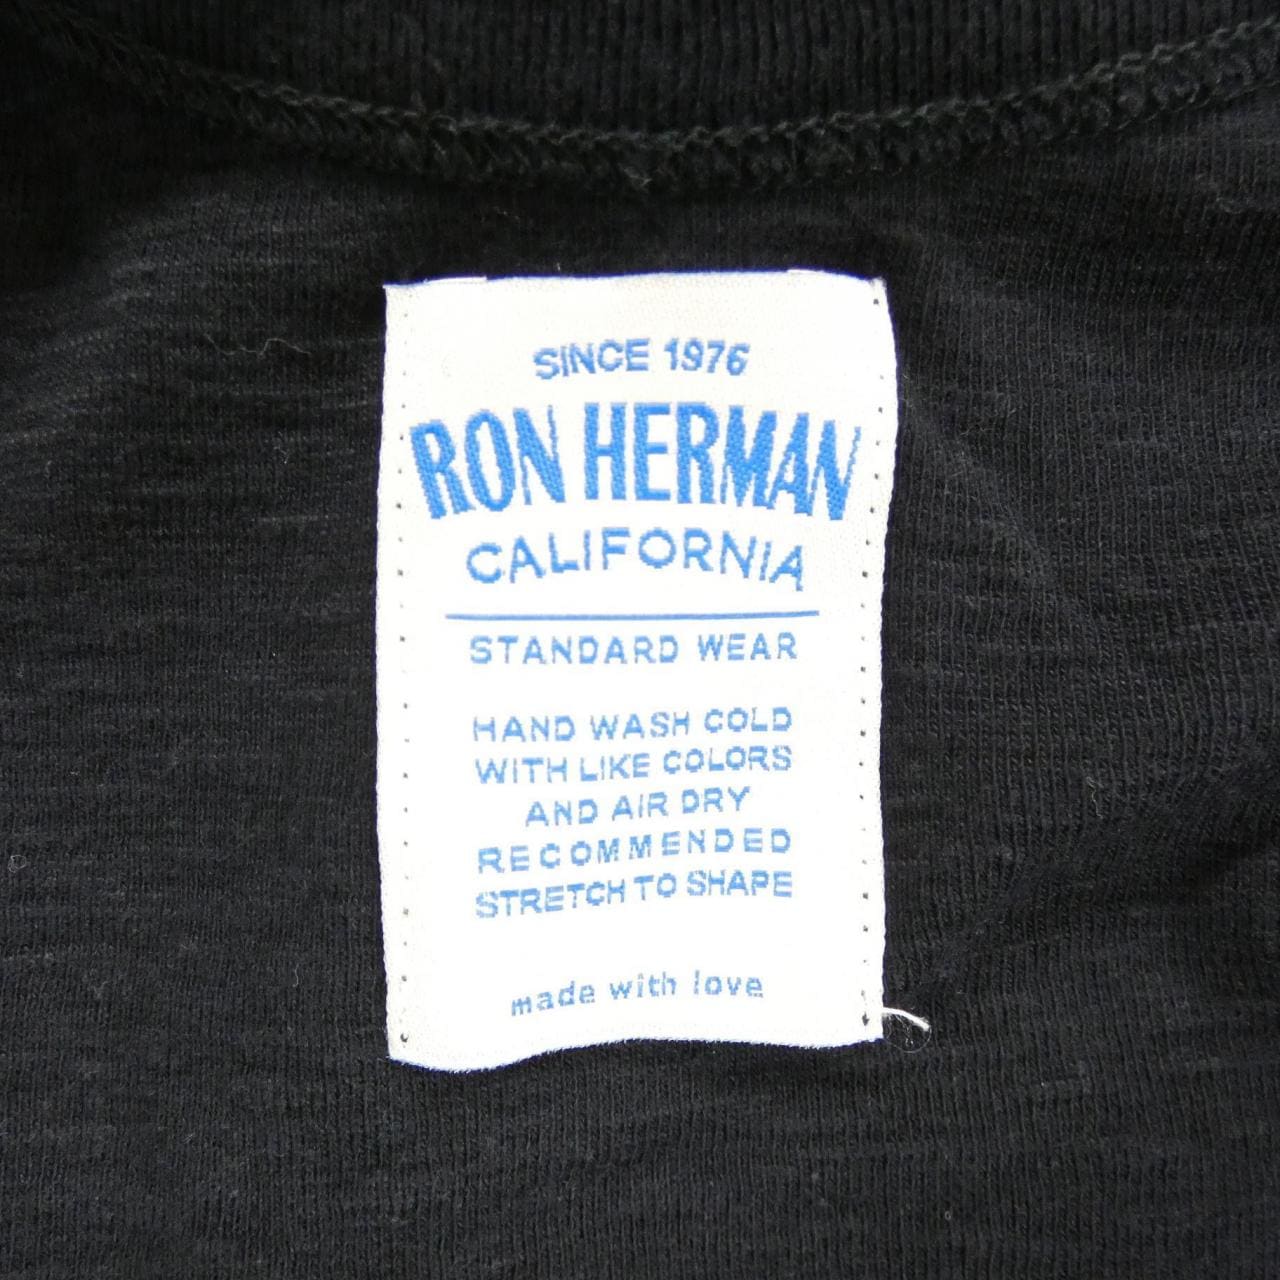 SINCE 1976
RON HERMAN
CALIFORNIA
STANDARD WEAR
HAND WASH COLD
WITH LIKE COLORS
AND AIR DRY
RECOMMENDED
STRETCH TO SHAPE
made with love